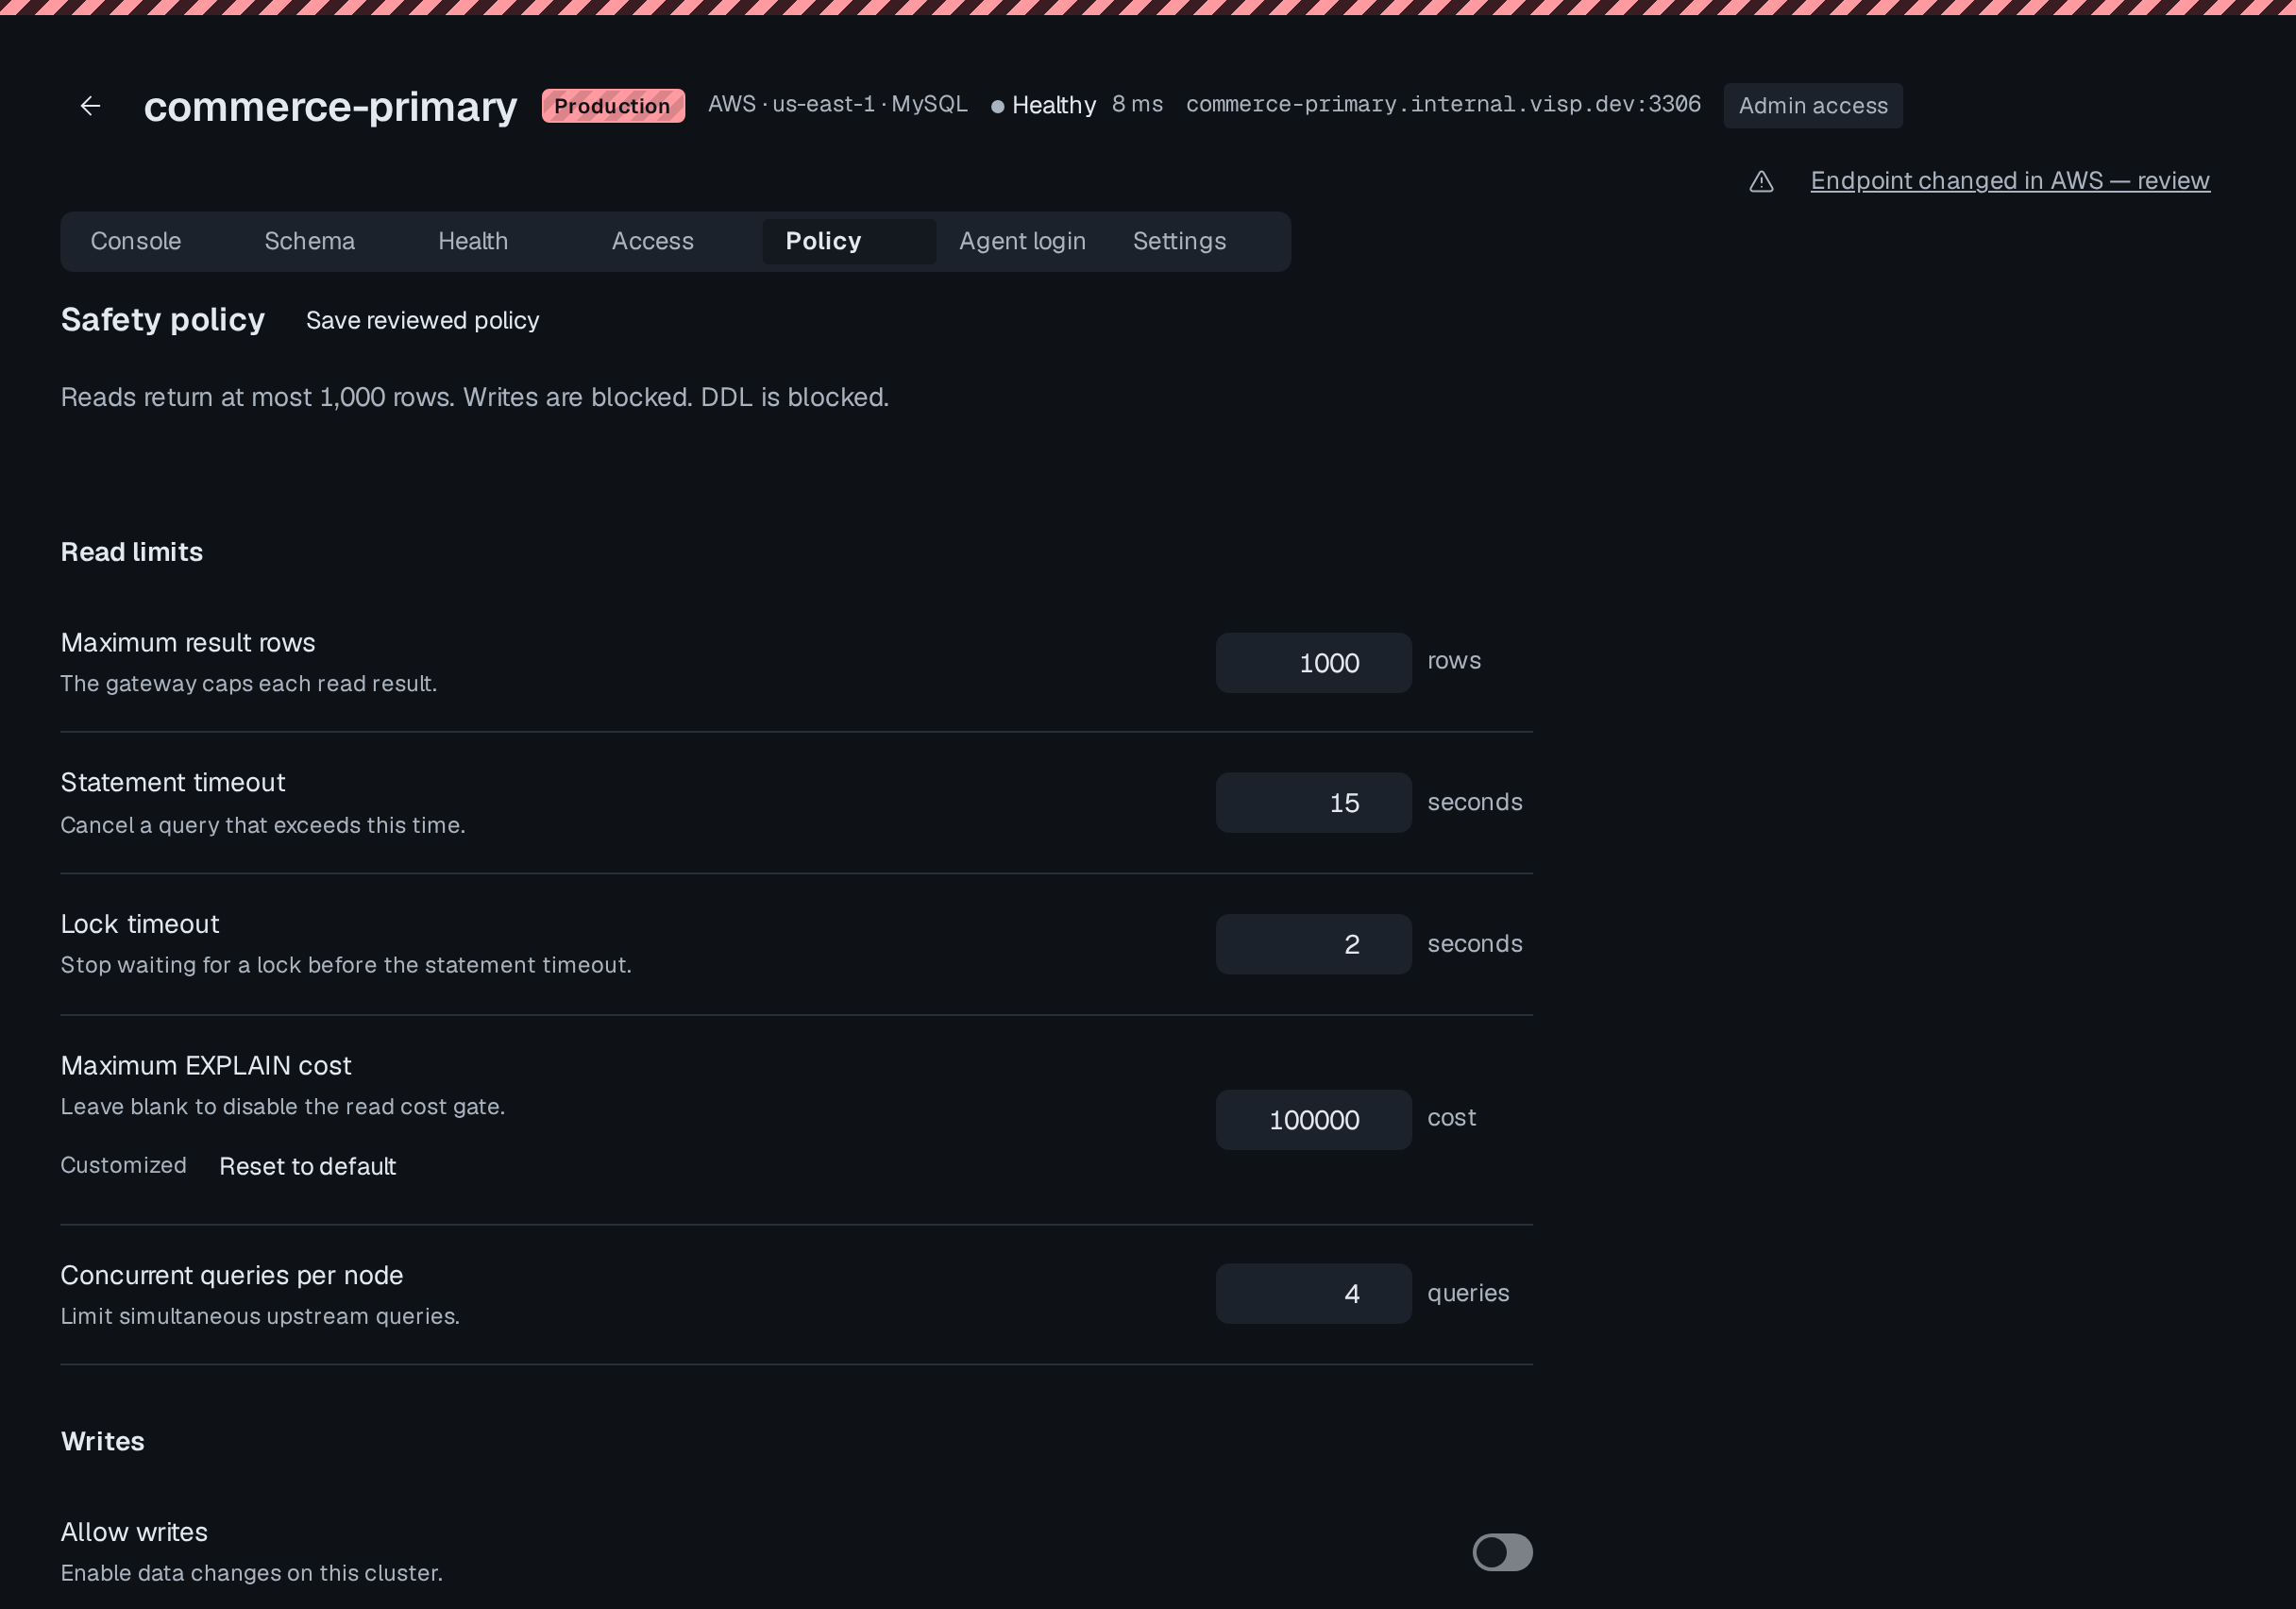 commerce-primary Production AWS · us-east-1 · MySQL Healthy 8 ms commerce-primary.internal.visp.dev:3306 Admin access
Endpoint changed in AWS — review
Console Schema Health Access Policy Agent login Settings
Safety policy Save reviewed policy
Reads return at most 1,000 rows. Writes are blocked. DDL is blocked.
Read limits
Maximum result rows
The gateway caps each read result.
1000 rows
Statement timeout
Cancel a query that exceeds this time.
15 seconds
Lock timeout
Stop waiting for a lock before the statement timeout.
2 seconds
Maximum EXPLAIN cost
Leave blank to disable the read cost gate.
Customized Reset to default
100000 cost
Concurrent queries per node
Limit simultaneous upstream queries.
4 queries
Writes
Allow writes
Enable data changes on this cluster.